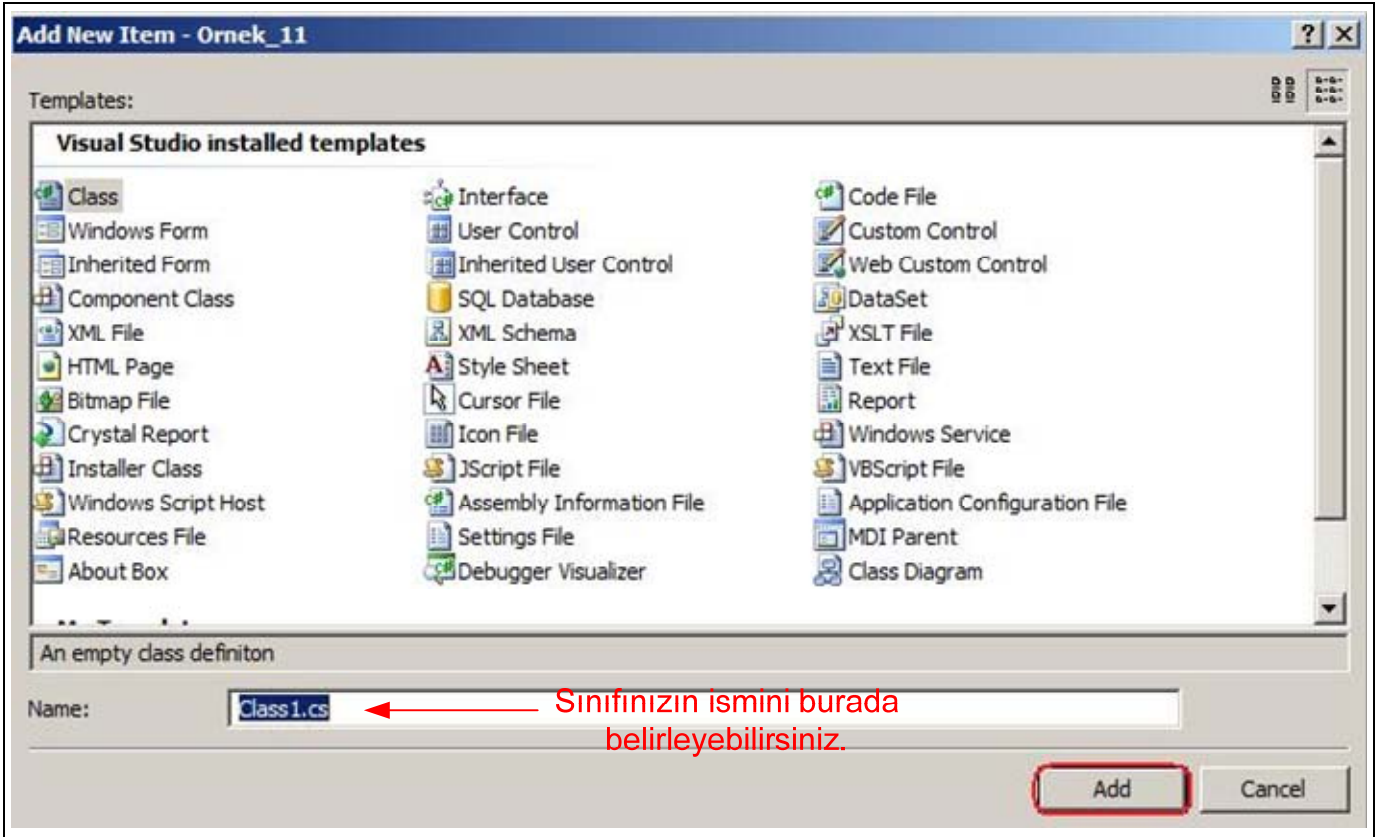 Add New Item - Ornek_11
Templates:
Visual Studio installed templates
Class Interface Code File
Windows Form User Control Custom Control
Inherited Form Inherited User Control Web Custom Control
Component Class SQL Database DataSet
XML File XML Schema XSLT File
HTML Page Style Sheet Text File
Bitmap File Cursor File Report
Crystal Report Icon File Windows Service
Installer Class JScript File VBScript File
Windows Script Host Assembly Information File Application Configuration File
Resources File Settings File MDI Parent
About Box Debugger Visualizer Class Diagram
An empty class definiton
Name: Class1.cs Sınıfınızın ismini burada
belirleyebilirsiniz.
Add Cancel